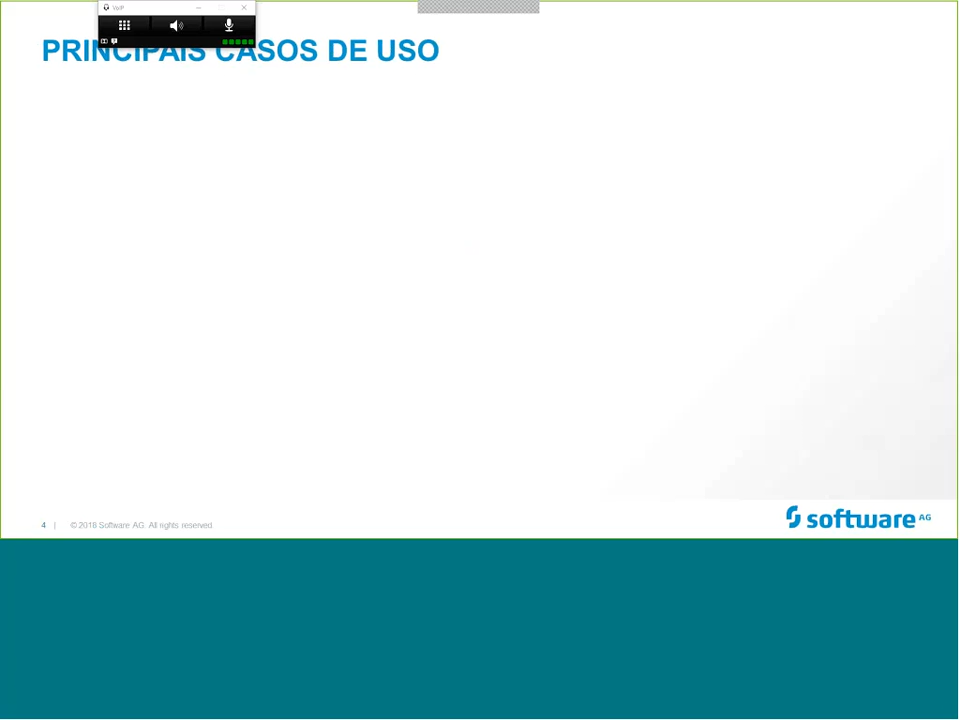 VoIP
PRINCIPAIS CASOS DE USO
4 | © 2018 Software AG. All rights reserved.
software AG